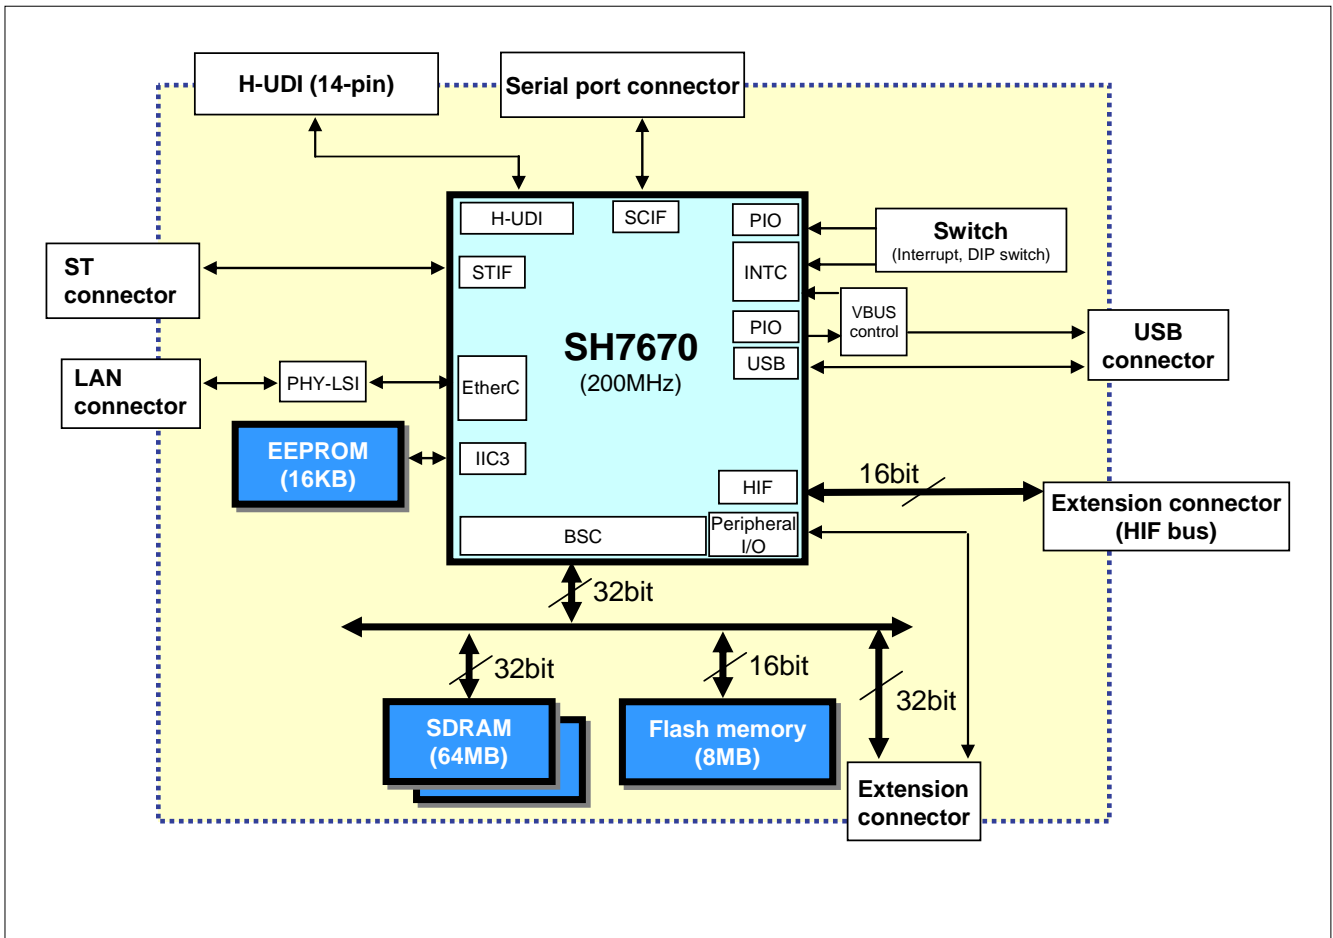 H-UDI (14-pin)
Serial port connector
H-UDI
SCIF
PIO
Switch
(Interrupt, DIP switch)
ST
connector
STIF
INTC
VBUS
control
PIO
USB
connector
SH7670
(200MHz)
USB
LAN
connector
PHY-LSI
EtherC
EEPROM
(16KB)
IIC3
HIF
16bit
Extension connector
(HIF bus)
BSC
Peripheral
I/O
32bit
32bit
16bit
32bit
SDRAM
(64MB)
Flash memory
(8MB)
Extension
connector